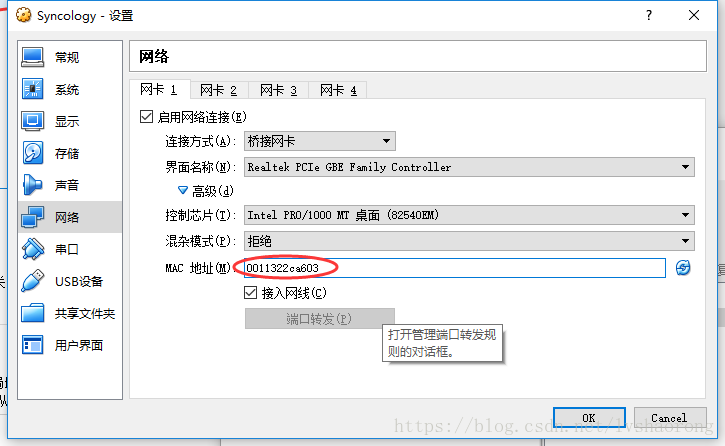 Syncology - 设置
?
常规
系统
显示
存储
声音
网络
串口
USB设备
共享文件夹
用户界面
网络
网卡 1 网卡 2 网卡 3 网卡 4
启用网络连接(E)
连接方式(A): 桥接网卡
界面名称(N): Realtek PCIe GBE Family Controller
高级(d)
控制芯片(T): Intel PRO/1000 MT 桌面 (82540EM)
混杂模式(P): 拒绝
MAC 地址(M) 0011322ca603
接入网线(C)
端口转发(P)
打开管理端口转发规
则的对话框。
OK Cancel
https://blog.csdn.net/lvshaorong